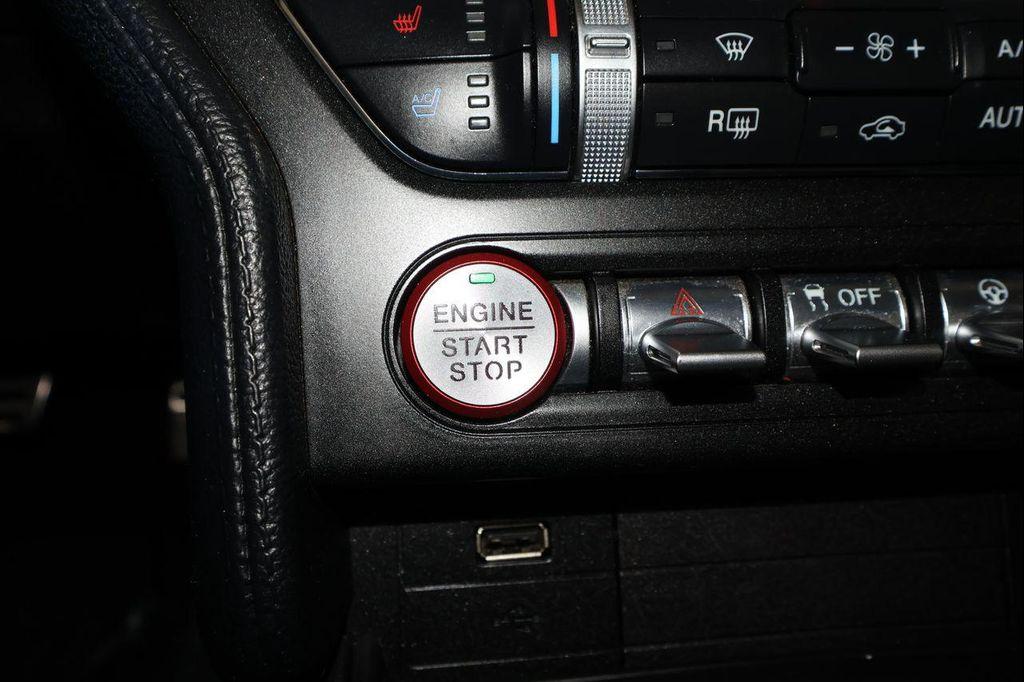 A/C
R
A/
AUT
ENGINE
START
STOP
OFF